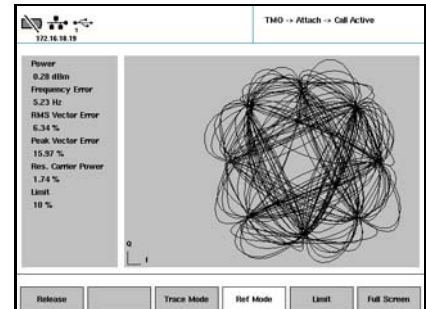 172.16.18.19
1
TMO -> Attach -> Call Active
Power
0.28 dBm
Frequency Error
5.23 Hz
RMS Vector Error
6.34 %
Peak Vector Error
15.97 %
Res. Carrier Power
1.74 %
Limit
10 %
Q
I
Release
Trace Mode
Ref Mode
Limit
Full Screen